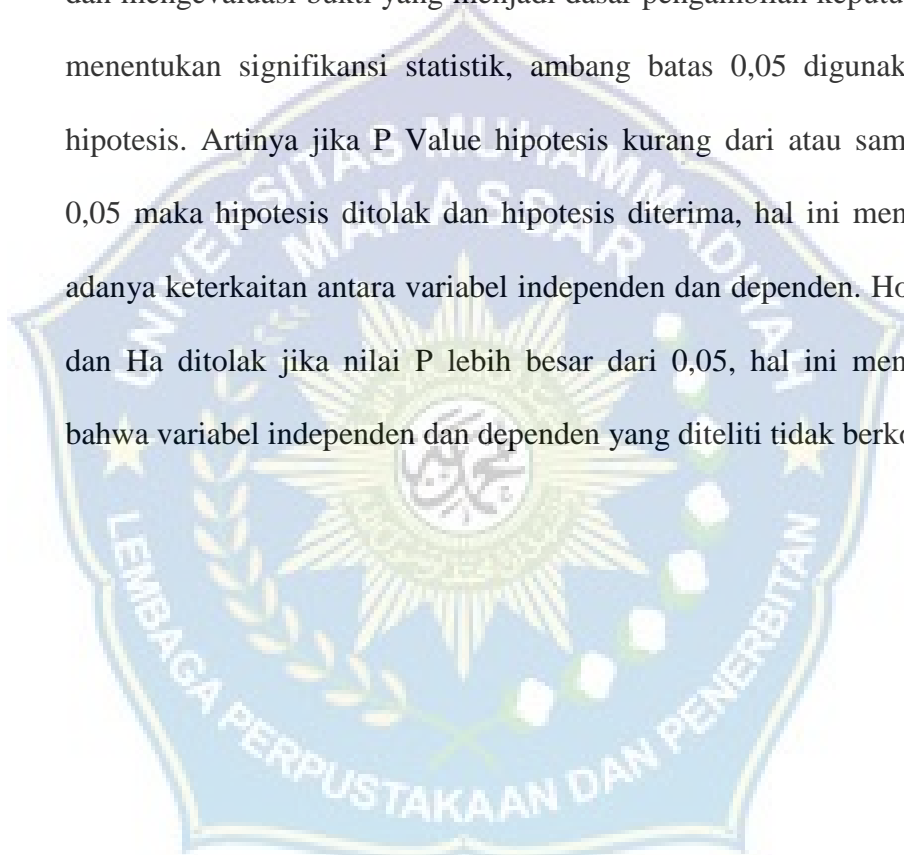 dan mengevaluasi bukti yang menjadi dasar pengambilan keputu
menentukan signifikansi statistik, ambang batas 0,05 digunak
hipotesis. Artinya jika P Value hipotesis kurang dari atau sam
0,05 maka hipotesis ditolak dan hipotesis diterima, hal ini men
adanya keterkaitan antara variabel independen dan dependen. Ho
dan Ha ditolak jika nilai P lebih besar dari 0,05, hal ini men
bahwa variabel independen dan dependen yang diteliti tidak berko
UNIVERSITAS MUHAMMADIYAH
MAKASSAR
LEMBAGA PERPUSTAKAAN DAN PENERBITAN